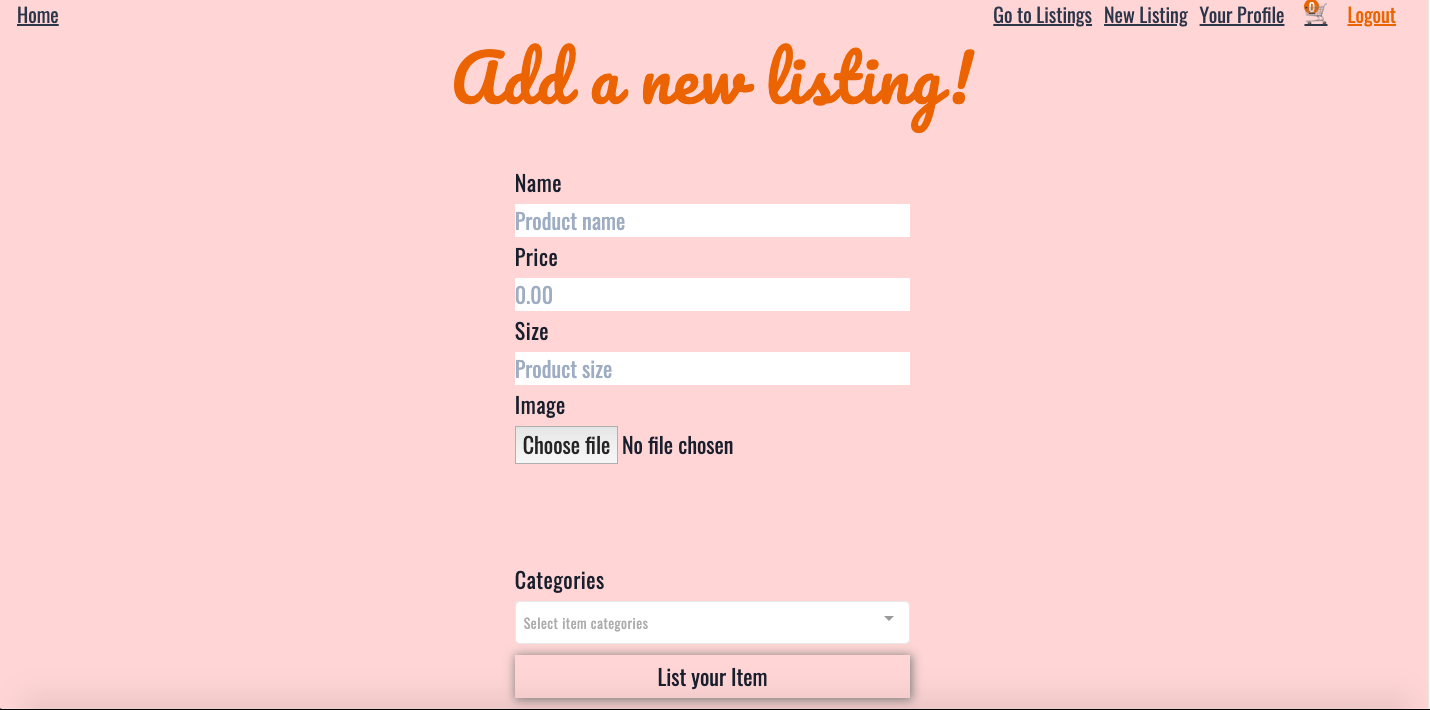 Home Go to Listings New Listing Your Profile 0 Logout
Add a new listing!
Name
Product name
Price
0.00
Size
Product size
Image
Choose file No file chosen
Categories
Select item categories
List your Item